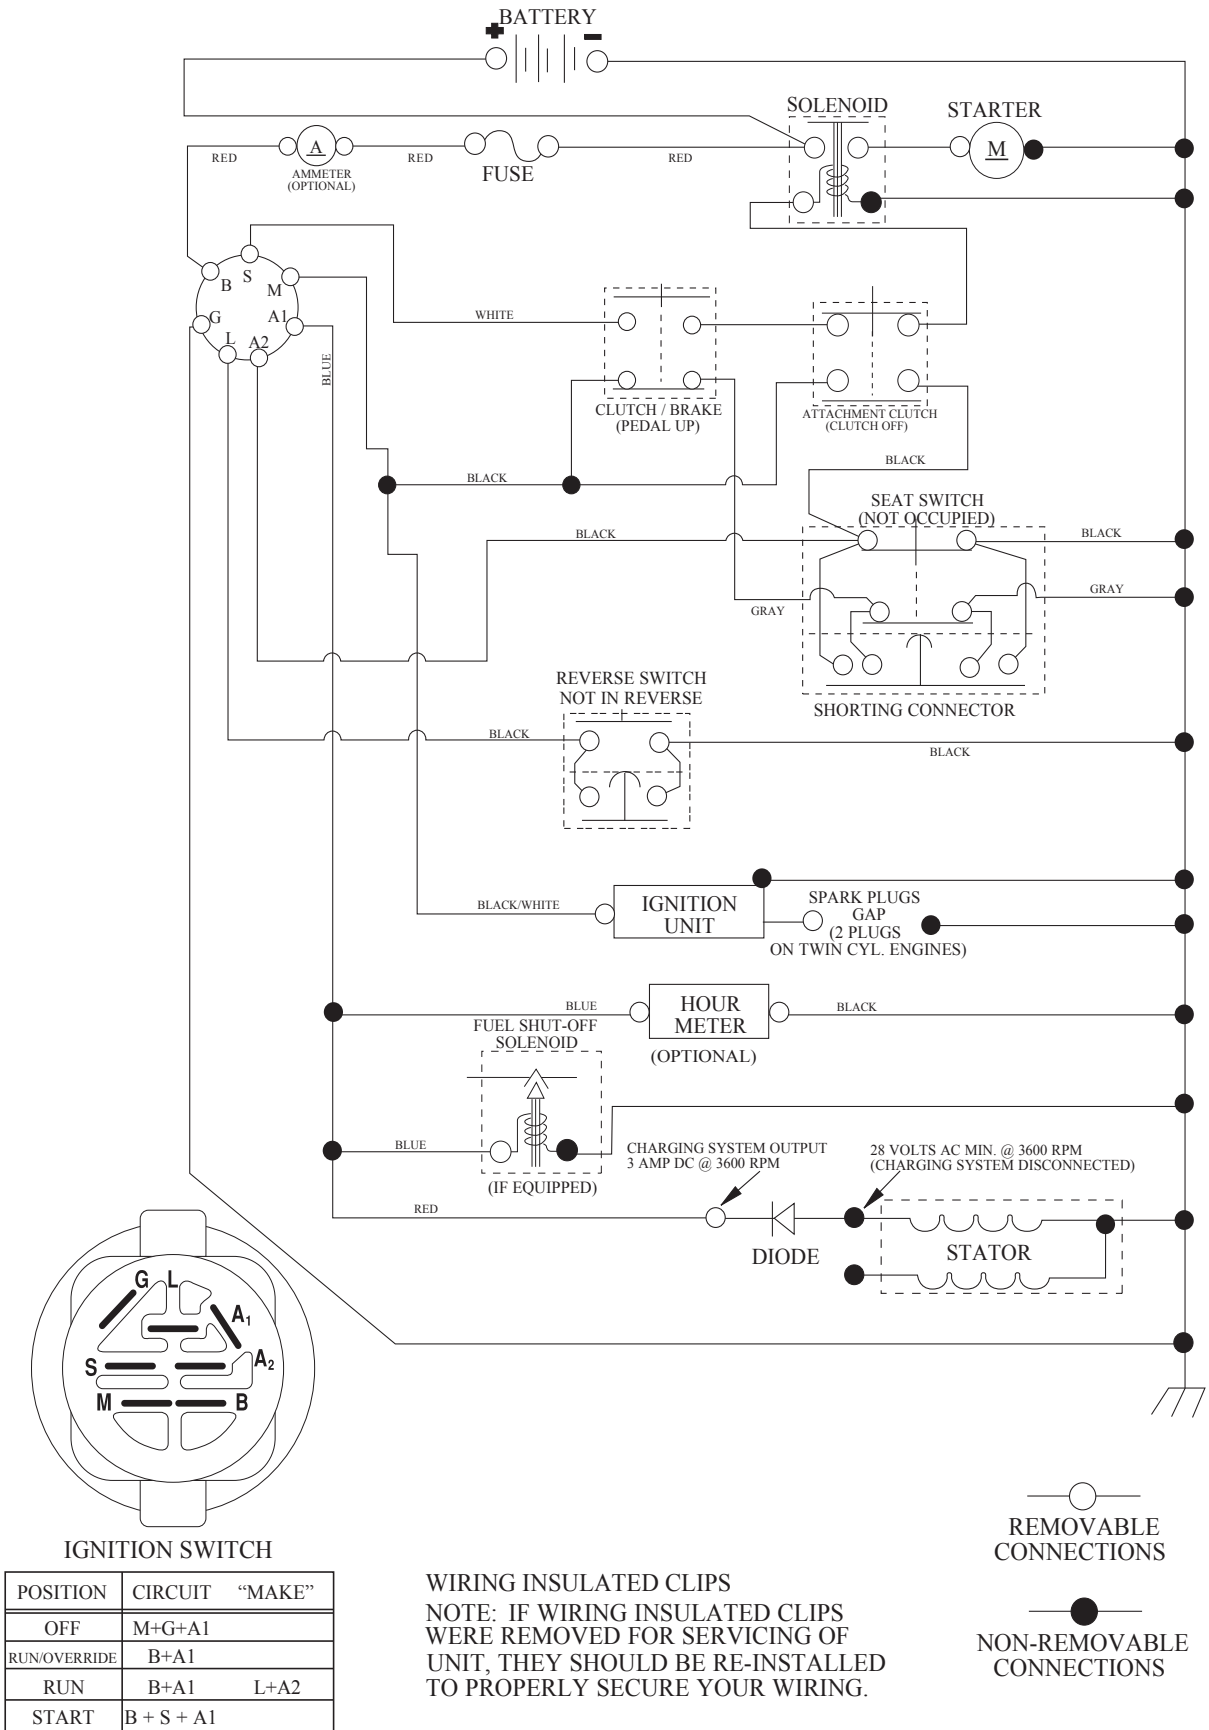 BATTERY
SOLENOID
STARTER
RED
A
RED
FUSE
RED
M
AMMETER
(OPTIONAL)
S
B
M
G
A1
L
A2
BLUE
WHITE
CLUTCH / BRAKE
(PEDAL UP)
ATTACHMENT CLUTCH
(CLUTCH OFF)
BLACK
BLACK
SEAT SWITCH
(NOT OCCUPIED)
BLACK
BLACK
GRAY
GRAY
SHORTING CONNECTOR
REVERSE SWITCH
NOT IN REVERSE
BLACK
BLACK
BLACK/WHITE
IGNITION
UNIT
SPARK PLUGS
GAP
(2 PLUGS
ON TWIN CYL. ENGINES)
BLUE
HOUR
METER
BLACK
(OPTIONAL)
FUEL SHUT-OFF
SOLENOID
BLUE
(IF EQUIPPED)
CHARGING SYSTEM OUTPUT
3 AMP DC @ 3600 RPM
28 VOLTS AC MIN. @ 3600 RPM
(CHARGING SYSTEM DISCONNECTED)
RED
DIODE
STATOR
G L
A1
S
A2
M
B
IGNITION SWITCH
POSITION CIRCUIT “MAKE”
OFF M+G+A1
RUN/OVERRIDE B+A1
RUN B+A1 L+A2
START B + S + A1
WIRING INSULATED CLIPS
NOTE: IF WIRING INSULATED CLIPS
WERE REMOVED FOR SERVICING OF
UNIT, THEY SHOULD BE RE-INSTALLED
TO PROPERLY SECURE YOUR WIRING.
REMOVABLE
CONNECTIONS
NON-REMOVABLE
CONNECTIONS